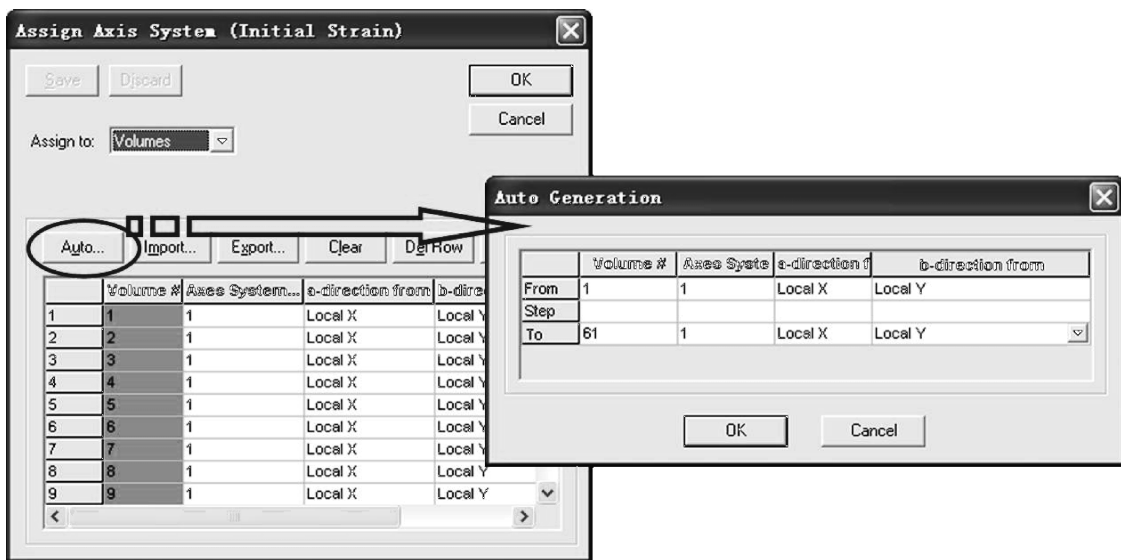 Assign Axis System (Initial Strain)
Save Discard OK
Cancel
Assign to: Volumes
Auto... Import... Export... Clear Del Row
Volume # Axes System... a-direction from b-direc
1 1 1 Local X Local Y
2 2 1 Local X Local Y
3 3 1 Local X Local Y
4 4 1 Local X Local Y
5 5 1 Local X Local Y
6 6 1 Local X Local Y
7 7 1 Local X Local Y
8 8 1 Local X Local Y
9 9 1 Local X Local Y
Auto Generation
Volume # Axes Syste a-direction f b-direction from
From 1 1 Local X Local Y
Step
To 61 1 Local X Local Y
OK Cancel